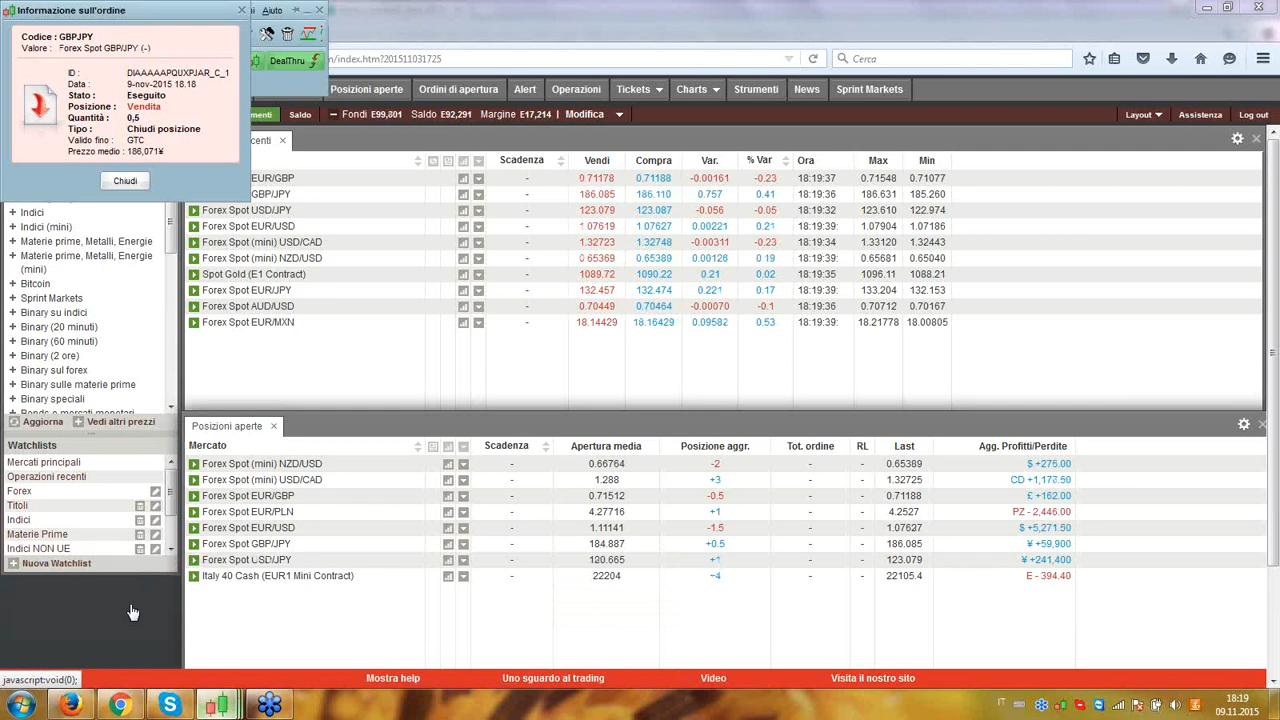 Informazione sull'ordine
Aiuto
Codice : GBPJPY
Valore : Forex Spot GBP/JPY (-)
ID : DIAAAAAPQUXPJAR_C_1
Data : 9-nov-2015 18.18
Stato : Eseguito
Posizione : Vendita
Quantità : 0,5
Tipo : Chiudi posizione
Valido fino : GTC
Prezzo medio : 186,071¥
Chiudi
DealThru
m/index.htm?201511031725
Cerca
Posizioni aperte Ordini di apertura Alert Operazioni Tickets Charts Strumenti News Sprint Markets
menti Saldo Fondi E99,801 Saldo E92,291 Margine E17,214 Modifica Layout Assistenza Log out
centi
Scadenza Vendi Compra Var. % Var Ora Max Min
EUR/GBP - 0.71178 0.71188 -0.00161 -0.23 18:19:37 0.71548 0.71077
GBP/JPY - 186.085 186.110 0.757 0.41 18:19:36 186.631 185.260
Forex Spot USD/JPY - 123.079 123.087 -0.056 -0.05 18:19:32 123.610 122.974
Forex Spot EUR/USD - 1.07619 1.07627 0.00221 0.21 18:19:39: 1.07904 1.07186
Forex Spot (mini) USD/CAD - 1.32723 1.32748 -0.00311 -0.23 18:19:34 1.33120 1.32443
Forex Spot (mini) NZD/USD - 0.65369 0.65389 0.00126 0.19 18:19:39: 0.65681 0.65040
Spot Gold (E1 Contract) - 1089.72 1090.22 0.21 0.02 18:19:35 1096.11 1088.21
Forex Spot EUR/JPY - 132.457 132.474 0.221 0.17 18:19:39: 133.204 132.153
Forex Spot AUD/USD - 0.70449 0.70464 -0.00070 -0.1 18:19:36 0.70712 0.70167
Forex Spot EUR/MXN - 18.14429 18.16429 0.09582 0.53 18:19:39: 18.21778 18.00805
Indici
Indici (mini)
Materie prime, Metalli, Energie
Materie prime, Metalli, Energie
(mini)
Bitcoin
Sprint Markets
Binary su indici
Binary (20 minuti)
Binary (60 minuti)
Binary (2 ore)
Binary sul forex
Binary sulle materie prime
Binary speciali
Bonds e mercati monetari
Aggiorna Vedi altri prezzi
Watchlists
Mercati principali
Operazioni recenti
Forex
Titoli
Indici
Materie Prime
Indici NON UE
Nuova Watchlist
Posizioni aperte
Mercato Scadenza Apertura media Posizione aggr. Tot. ordine RL Last Agg. Profitti/Perdite
Forex Spot (mini) NZD/USD - 0.66764 -2 - - 0.65389 $ +275.00
Forex Spot (mini) USD/CAD - 1.288 +3 - - 1.32725 CD +1,177.50
Forex Spot EUR/GBP - 0.71512 -0.5 - - 0.71188 £ +162.00
Forex Spot EUR/PLN - 4.27716 +1 - - 4.2527 PZ - 2,446.00
Forex Spot EUR/USD - 1.11141 -1.5 - - 1.07627 $ +5,271.50
Forex Spot GBP/JPY - 184.887 +0.5 - - 186.085 ¥ +59,900
Forex Spot USD/JPY - 120.665 +1 - - 123.079 ¥ +241,400
Italy 40 Cash (EUR1 Mini Contract) - 22204 +4 - - 22105.4 E - 394.40
javascript:void(0);
Mostra help Uno sguardo al trading Video Visita il nostro sito
IT
18:19
09.11.2015